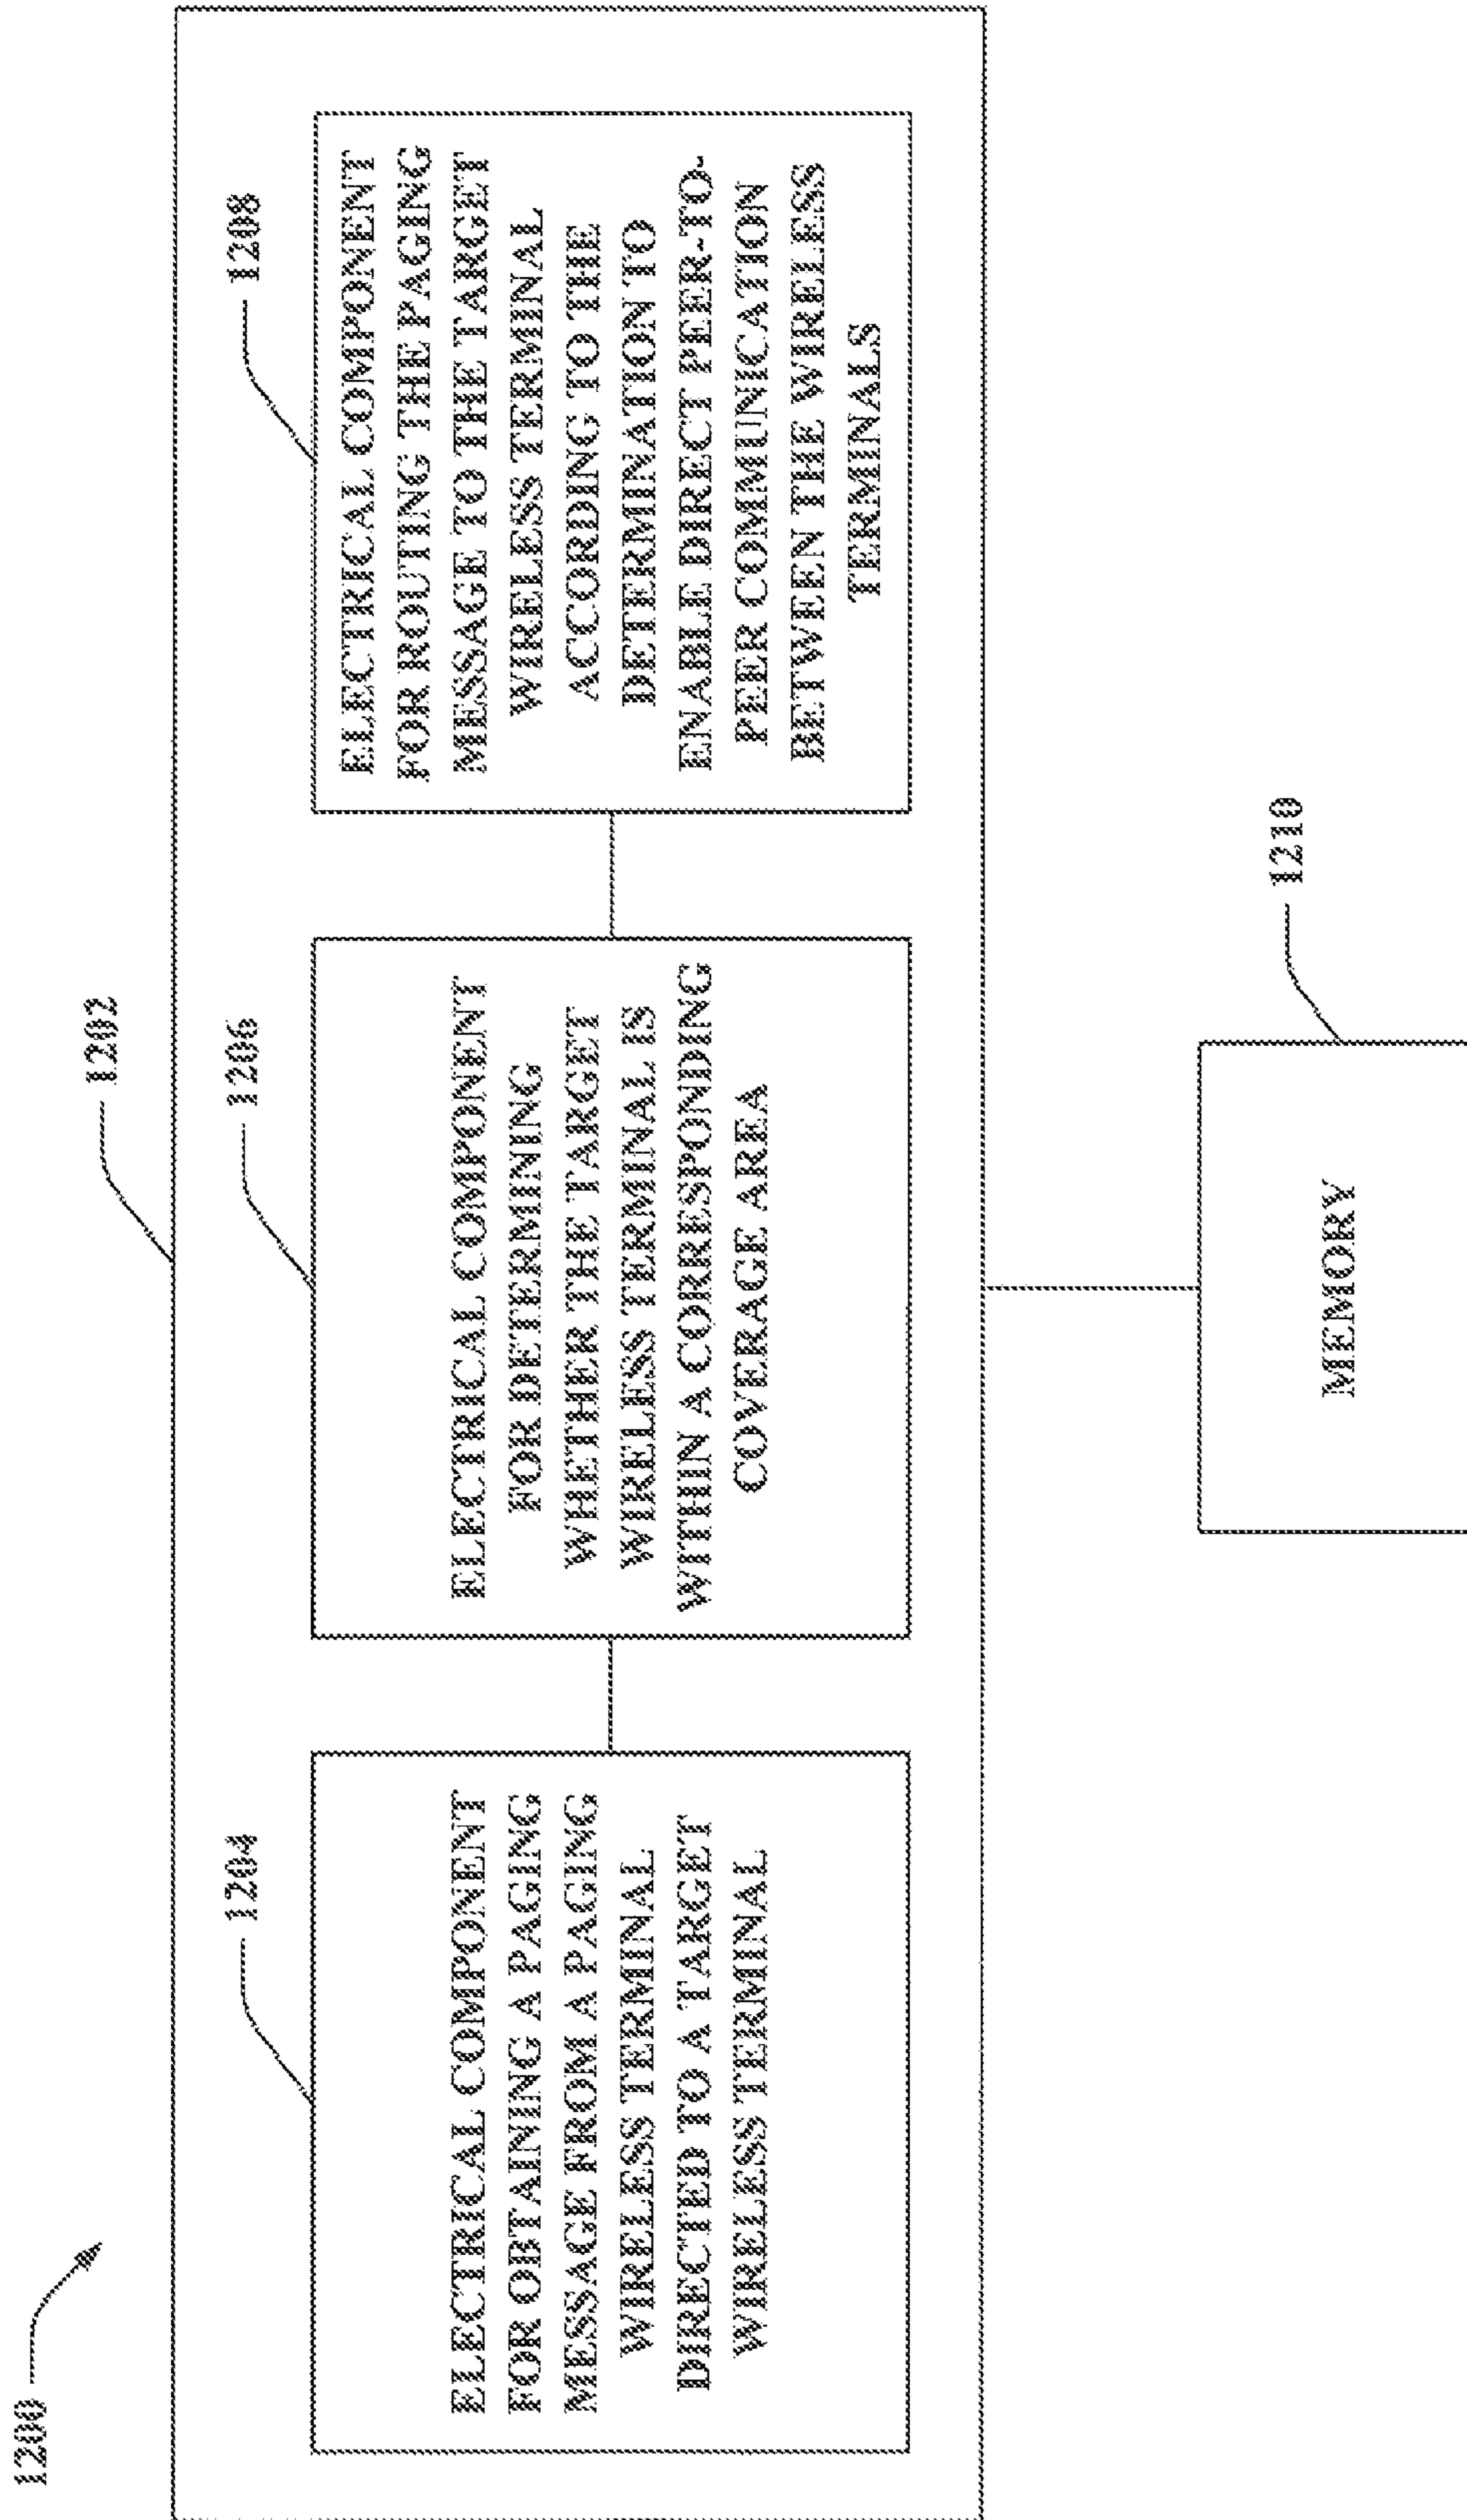 1200
1202
1204
ELECTRICAL COMPONENT
FOR OBTAINING A PAGING
MESSAGE FROM A PAGING
WIRELESS TERMINAL
DIRECTED TO A TARGET
WIRELESS TERMINAL
1206
ELECTRICAL COMPONENT
FOR DETERMINING
WHETHER THE TARGET
WIRELESS TERMINAL IS
WITHIN A CORRESPONDING
COVERAGE AREA
1208
ELECTRICAL COMPONENT
FOR ROUTING THE PAGING
MESSAGE TO THE TARGET
WIRELESS TERMINAL
ACCORDING TO THE
DETERMINATION TO
ENABLE DIRECT PEER-TO-
PEER COMMUNICATION
BETWEEN THE WIRELESS
TERMINALS
1210
MEMORY